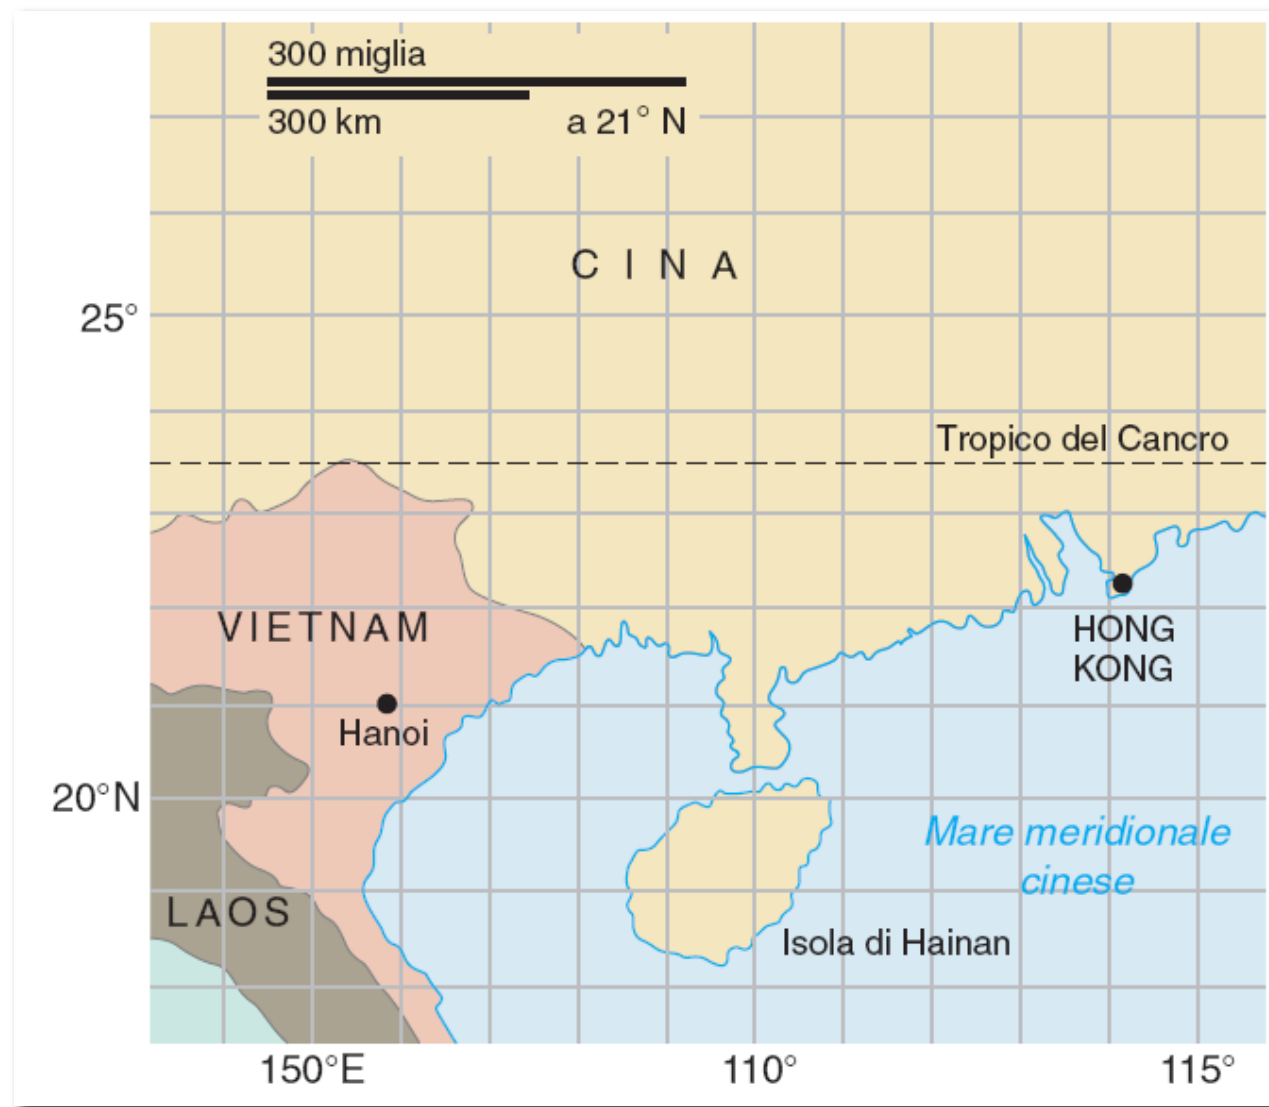 300 miglia
300 km a 21° N
C I N A
25°
Tropico del Cancro
VIETNAM
HONG
KONG
Hanoi
20°N
Mare meridionale
cinese
LAOS
Isola di Hainan
150°E 110° 115°